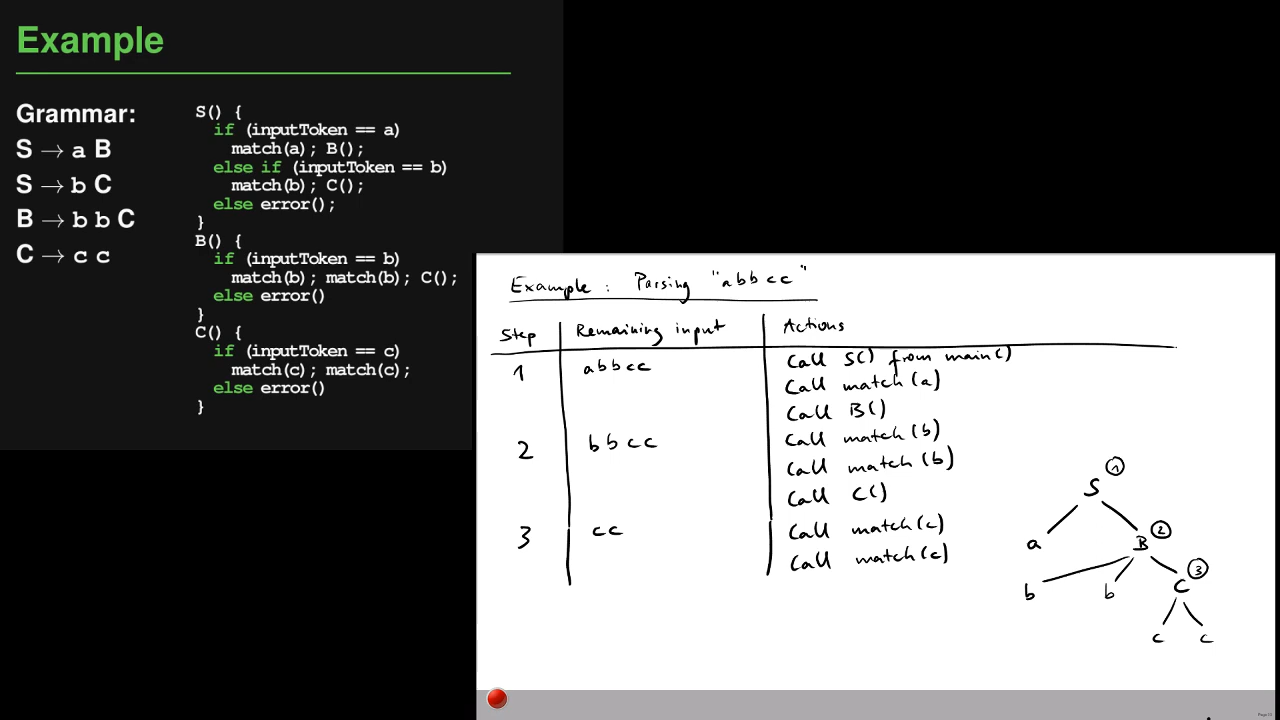 Example
Grammar:
S → a B
S → b C
B → b b C
C → c c
S() {
if (inputToken == a)
match(a); B();
else if (inputToken == b)
match(b); C();
else error();
}
B() {
if (inputToken == b)
match(b); match(b); C();
else error()
}
C() {
if (inputToken == c)
match(c); match(c);
else error()
}
Example: Parsing "abbcc"
Step Remaining input Actions
1 abbcc Call S() from main()
Call match(a)
Call B()
2 bbcc Call match(b)
Call match(b)
Call C()
3 cc Call match(c)
Call match(c)
S 1
a B 2
b b C 3
c c